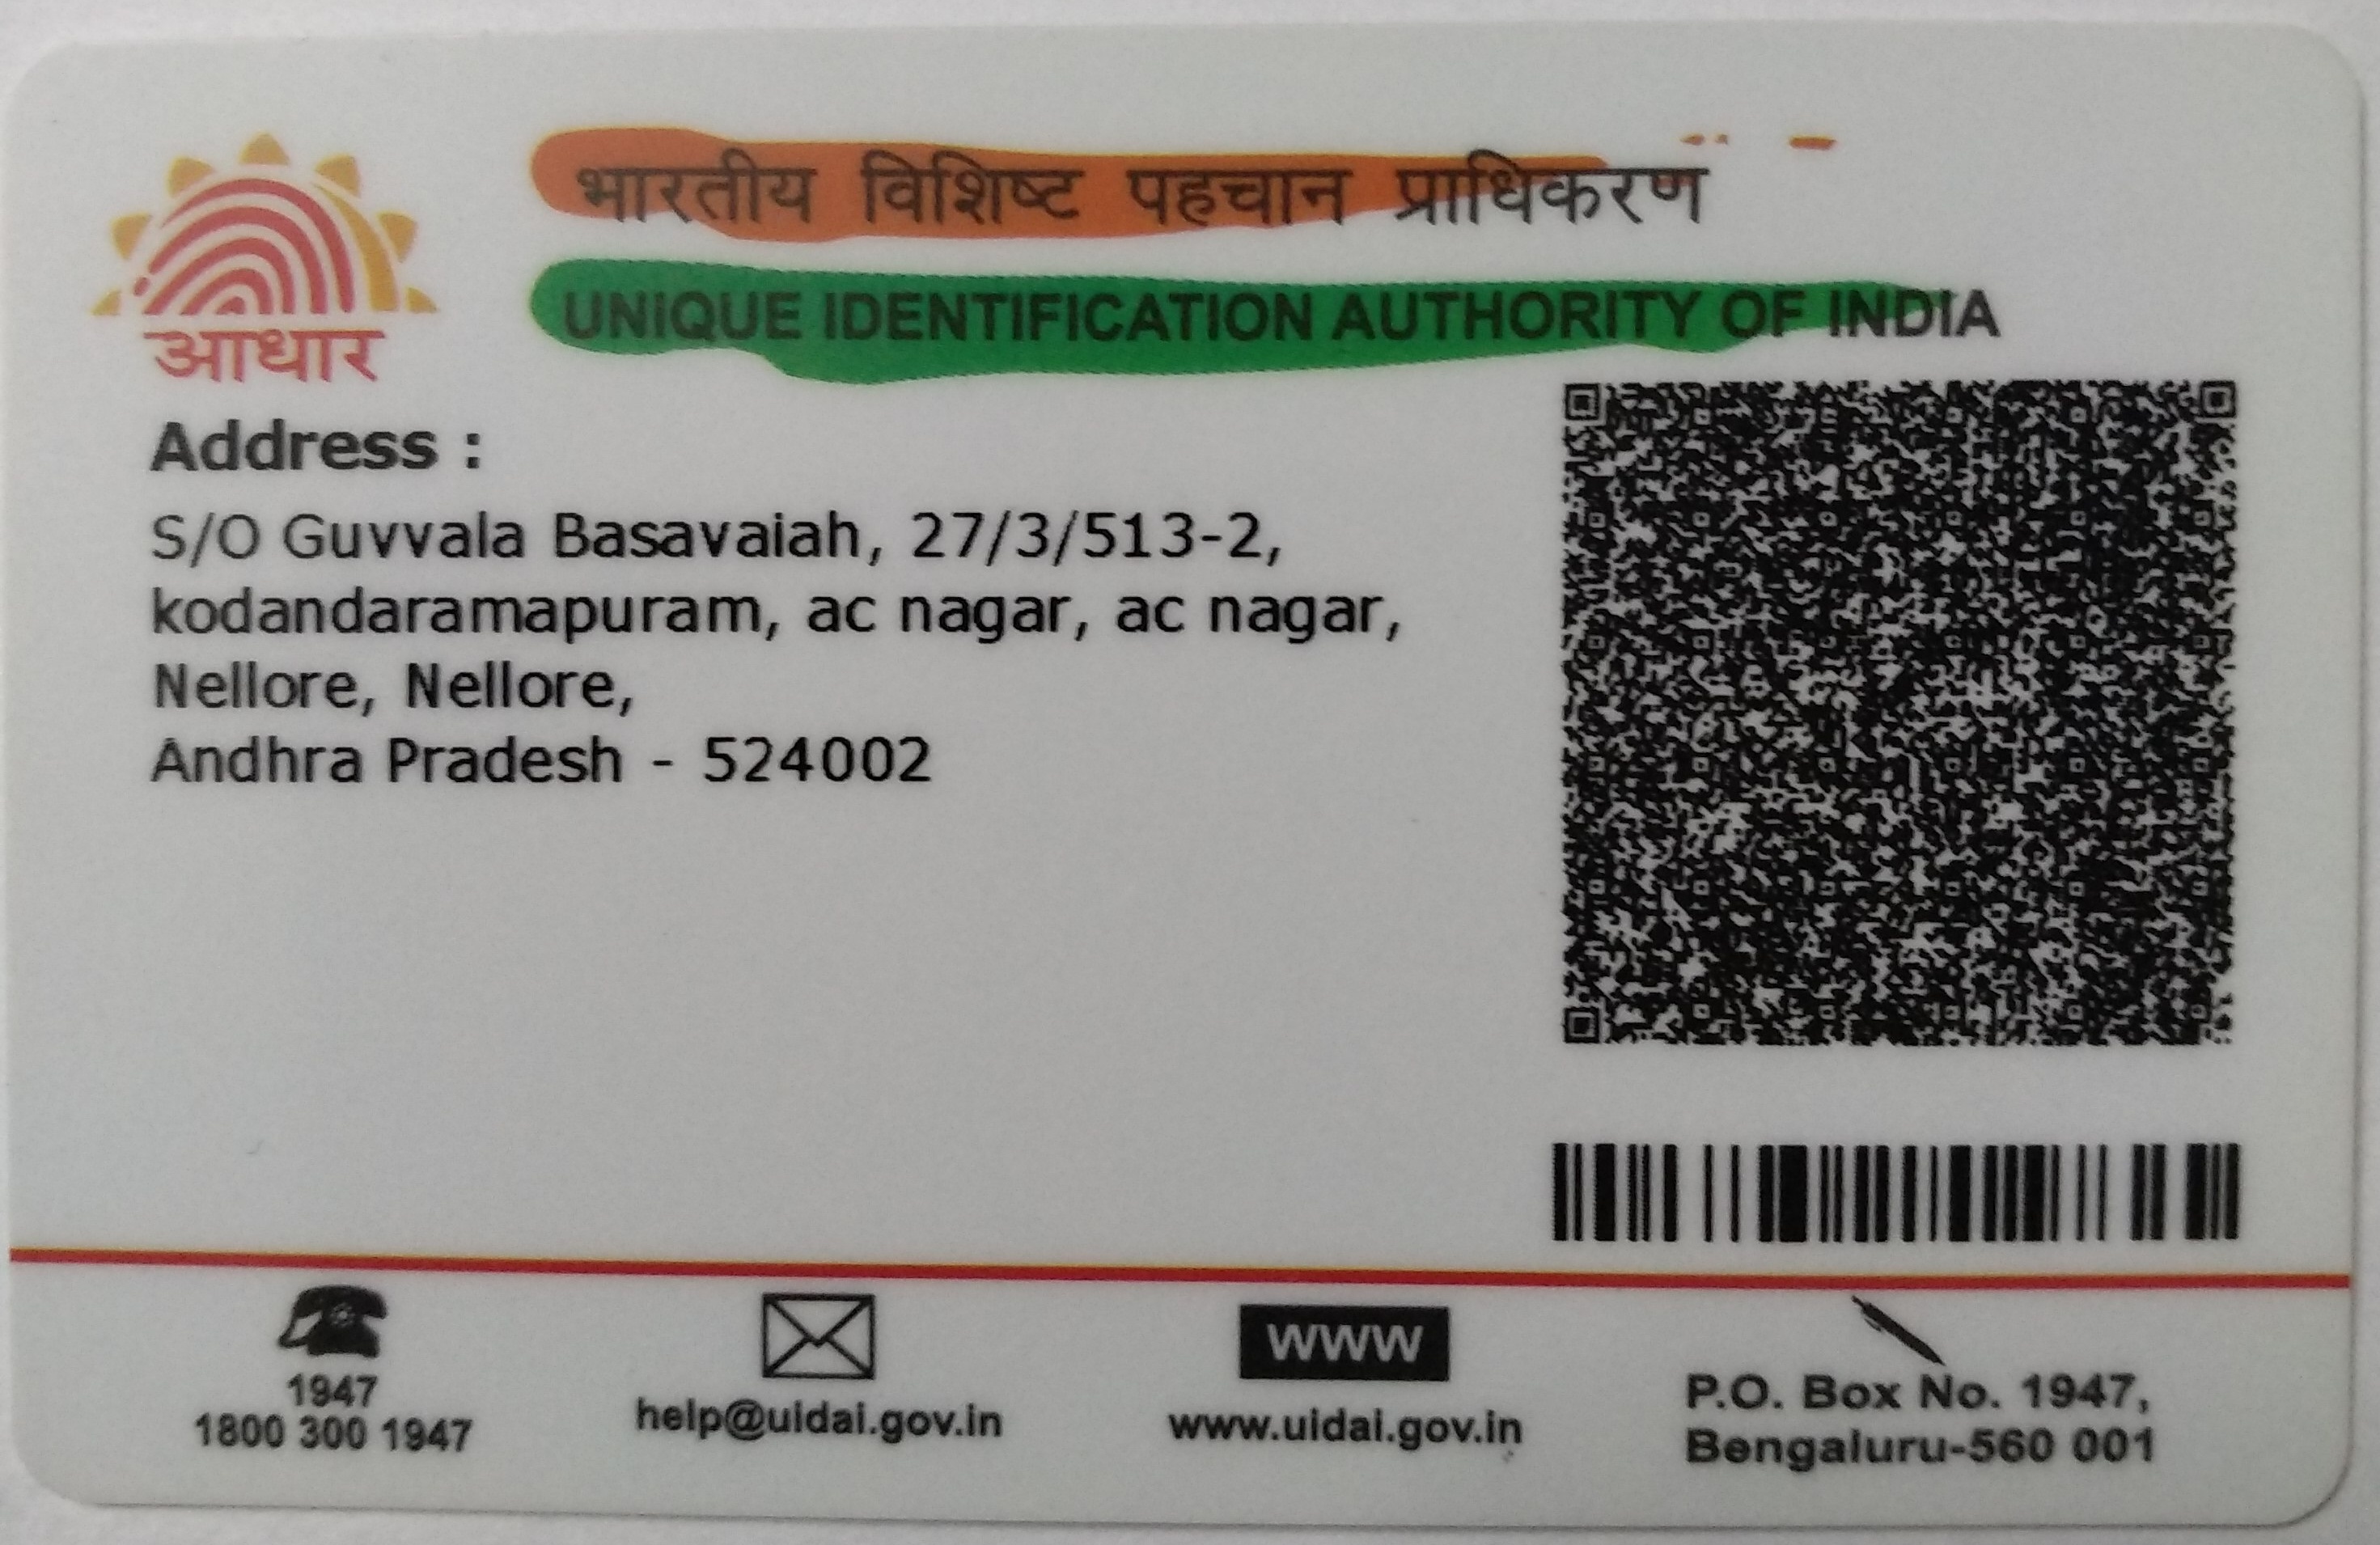 भारतीय विशिष्ट पहचान प्राधिकरण
UNIQUE IDENTIFICATION AUTHORITY OF INDIA
आधार
Address :
S/O Guvvala Basavaiah, 27/3/513-2,
kodandaramapuram, ac nagar, ac nagar,
Nellore, Nellore,
Andhra Pradesh - 524002
1947
1800 300 1947
help@uidai.gov.in
WWW
www.uidai.gov.in
P.O. Box No. 1947,
Bengaluru-560 001